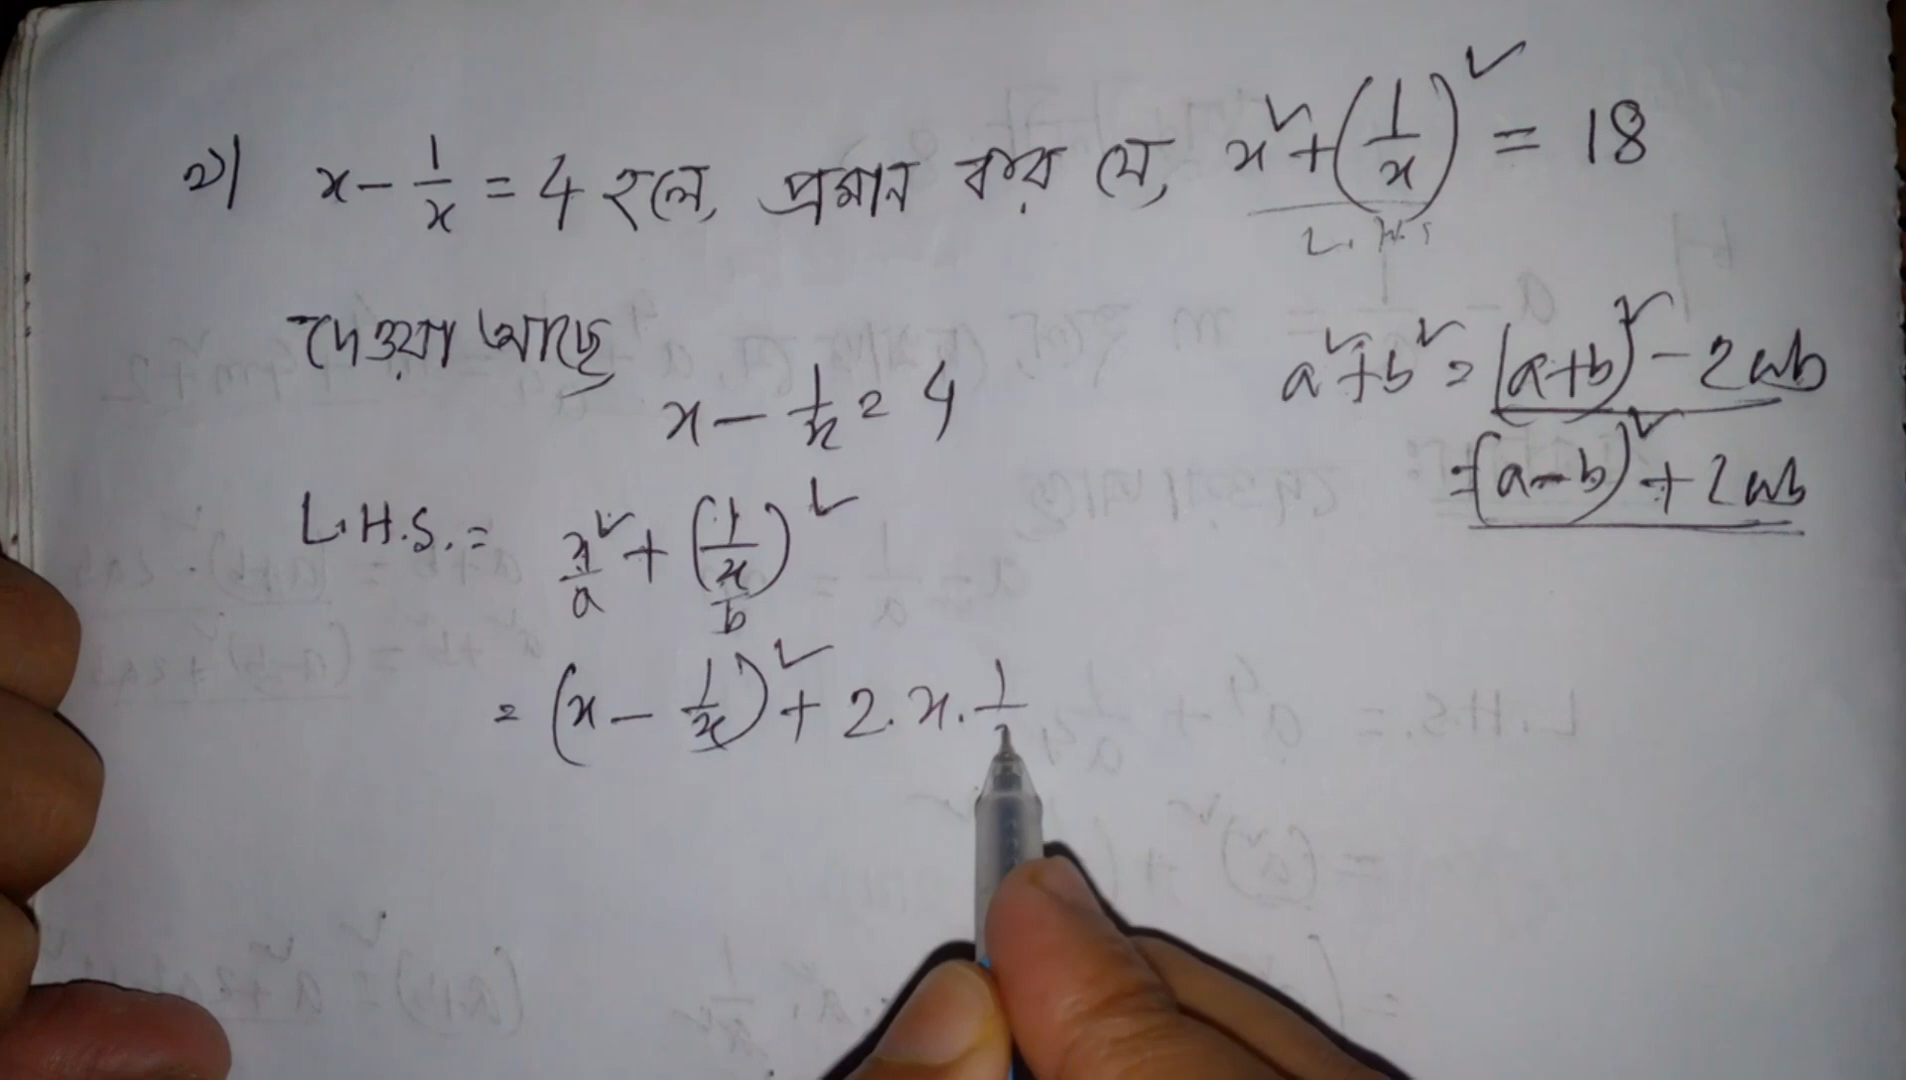 ২) x - 1/x = 4 হলে, প্রমান কর যে, x² + (1/x)² = 18
L.H.S
দেওয়া আছে
x - 1/x = 4
a² + b² = (a+b)² - 2ab
= (a-b)² + 2ab
L.H.S. = x² + (1/x)²
a b
= (x - 1/x)² + 2.x.1/